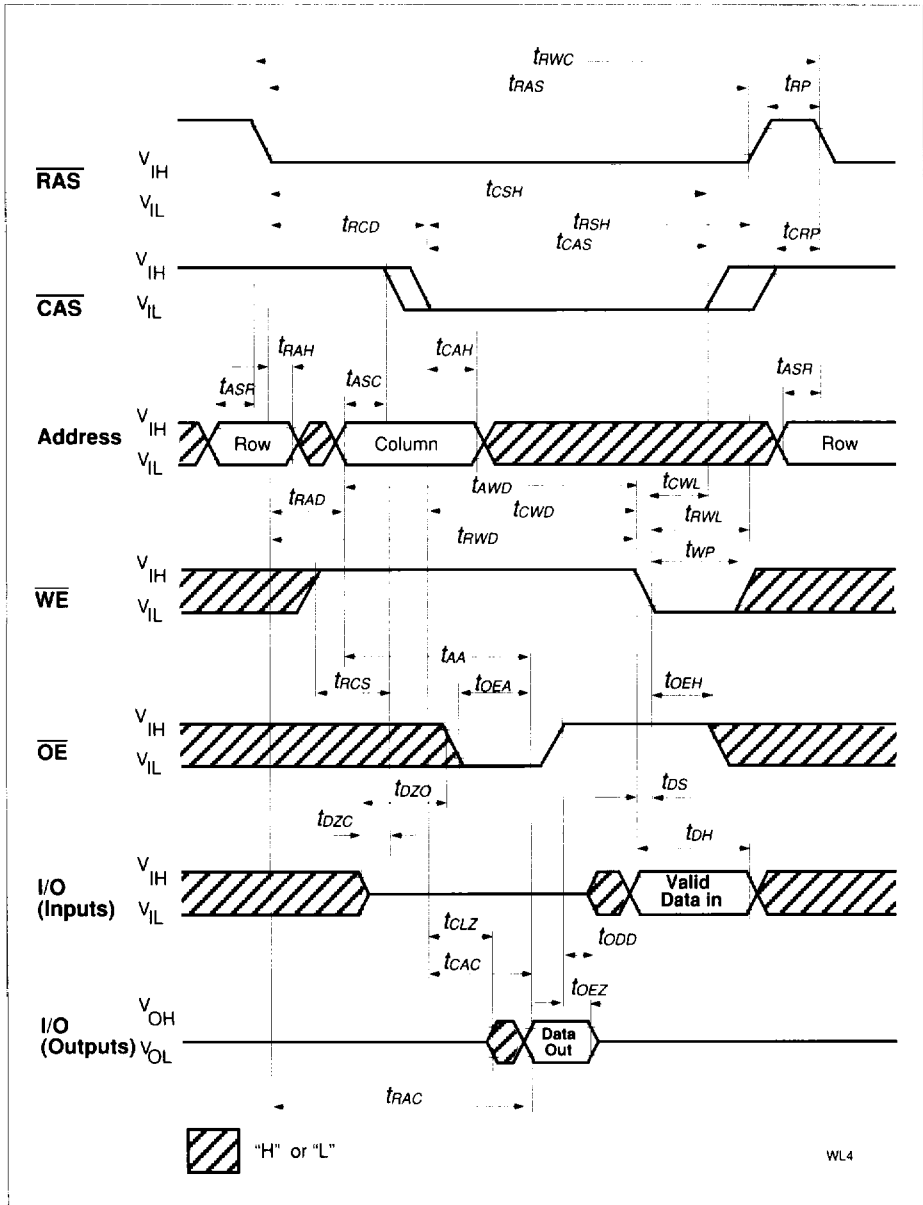 tRWC
tRAS
tRP
RAS
VIH
VIL
tCSH
tRCD
tRSH
tCAS
tCRP
CAS
VIH
VIL
tRAH
tCAH
tASR
tASC
tASR
Address
VIH
VIL
Row
Column
Row
tAWD
tCWL
tRAD
tCWD
tRWL
tRWD
tWP
WE
VIH
VIL
tAA
tRCS
tOEA
tOEH
OE
VIH
VIL
tDZO
tDS
tDZC
tDH
I/O
(Inputs)
VIH
VIL
Valid
Data in
tCLZ
tODD
tCAC
tOEZ
I/O
(Outputs)
VOH
VOL
Data
Out
tRAC
"H" or "L"
WL4